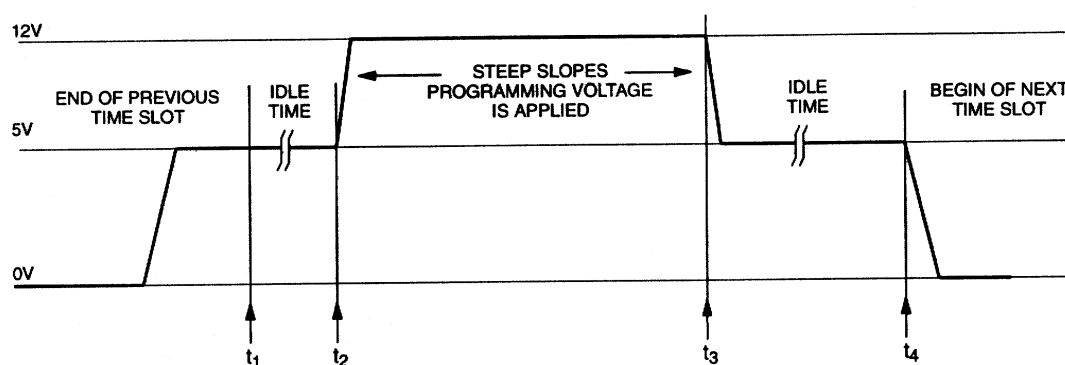 12V
STEEP SLOPES
PROGRAMMING VOLTAGE
IS APPLIED
END OF PREVIOUS
TIME SLOT
IDLE
TIME
IDLE
TIME
BEGIN OF NEXT
TIME SLOT
5V
0V
t1
t2
t3
t4